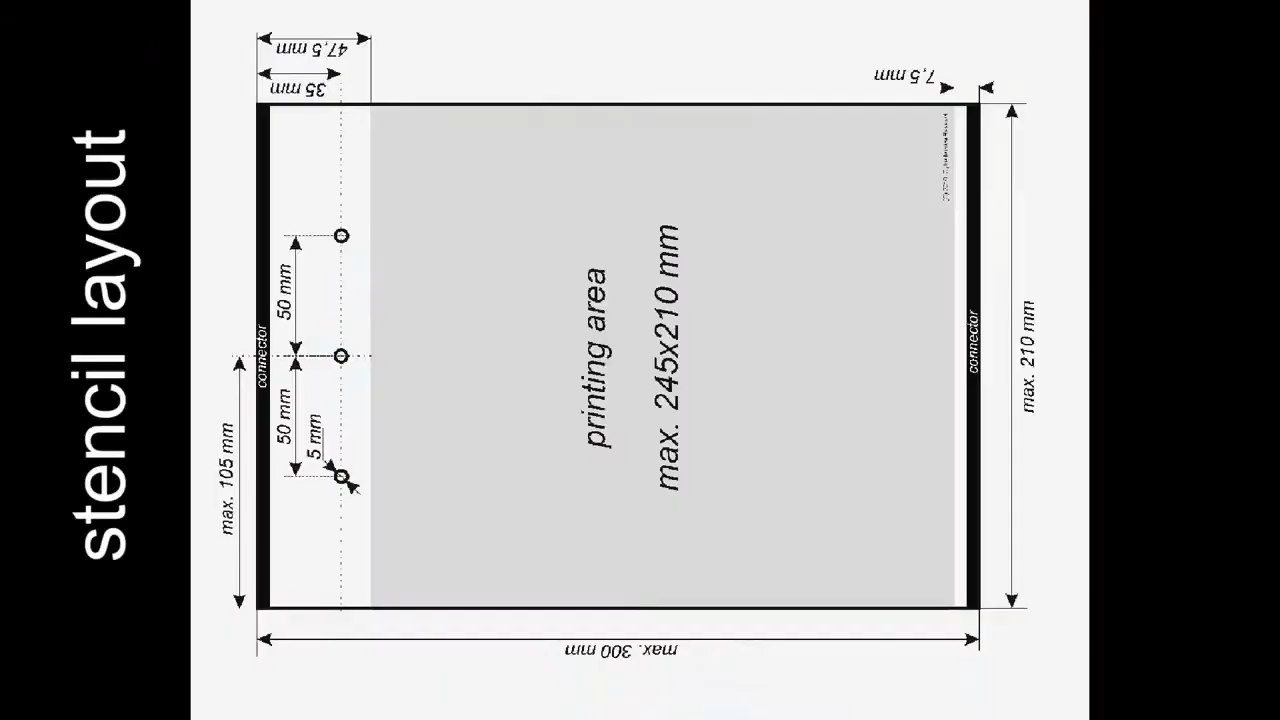 stencil layout
47,5 mm
35 mm
7,5 mm
connector
50 mm
50 mm
5 mm
max. 105 mm
printing area
max. 245x210 mm
connector
max. 210 mm
max. 300 mm